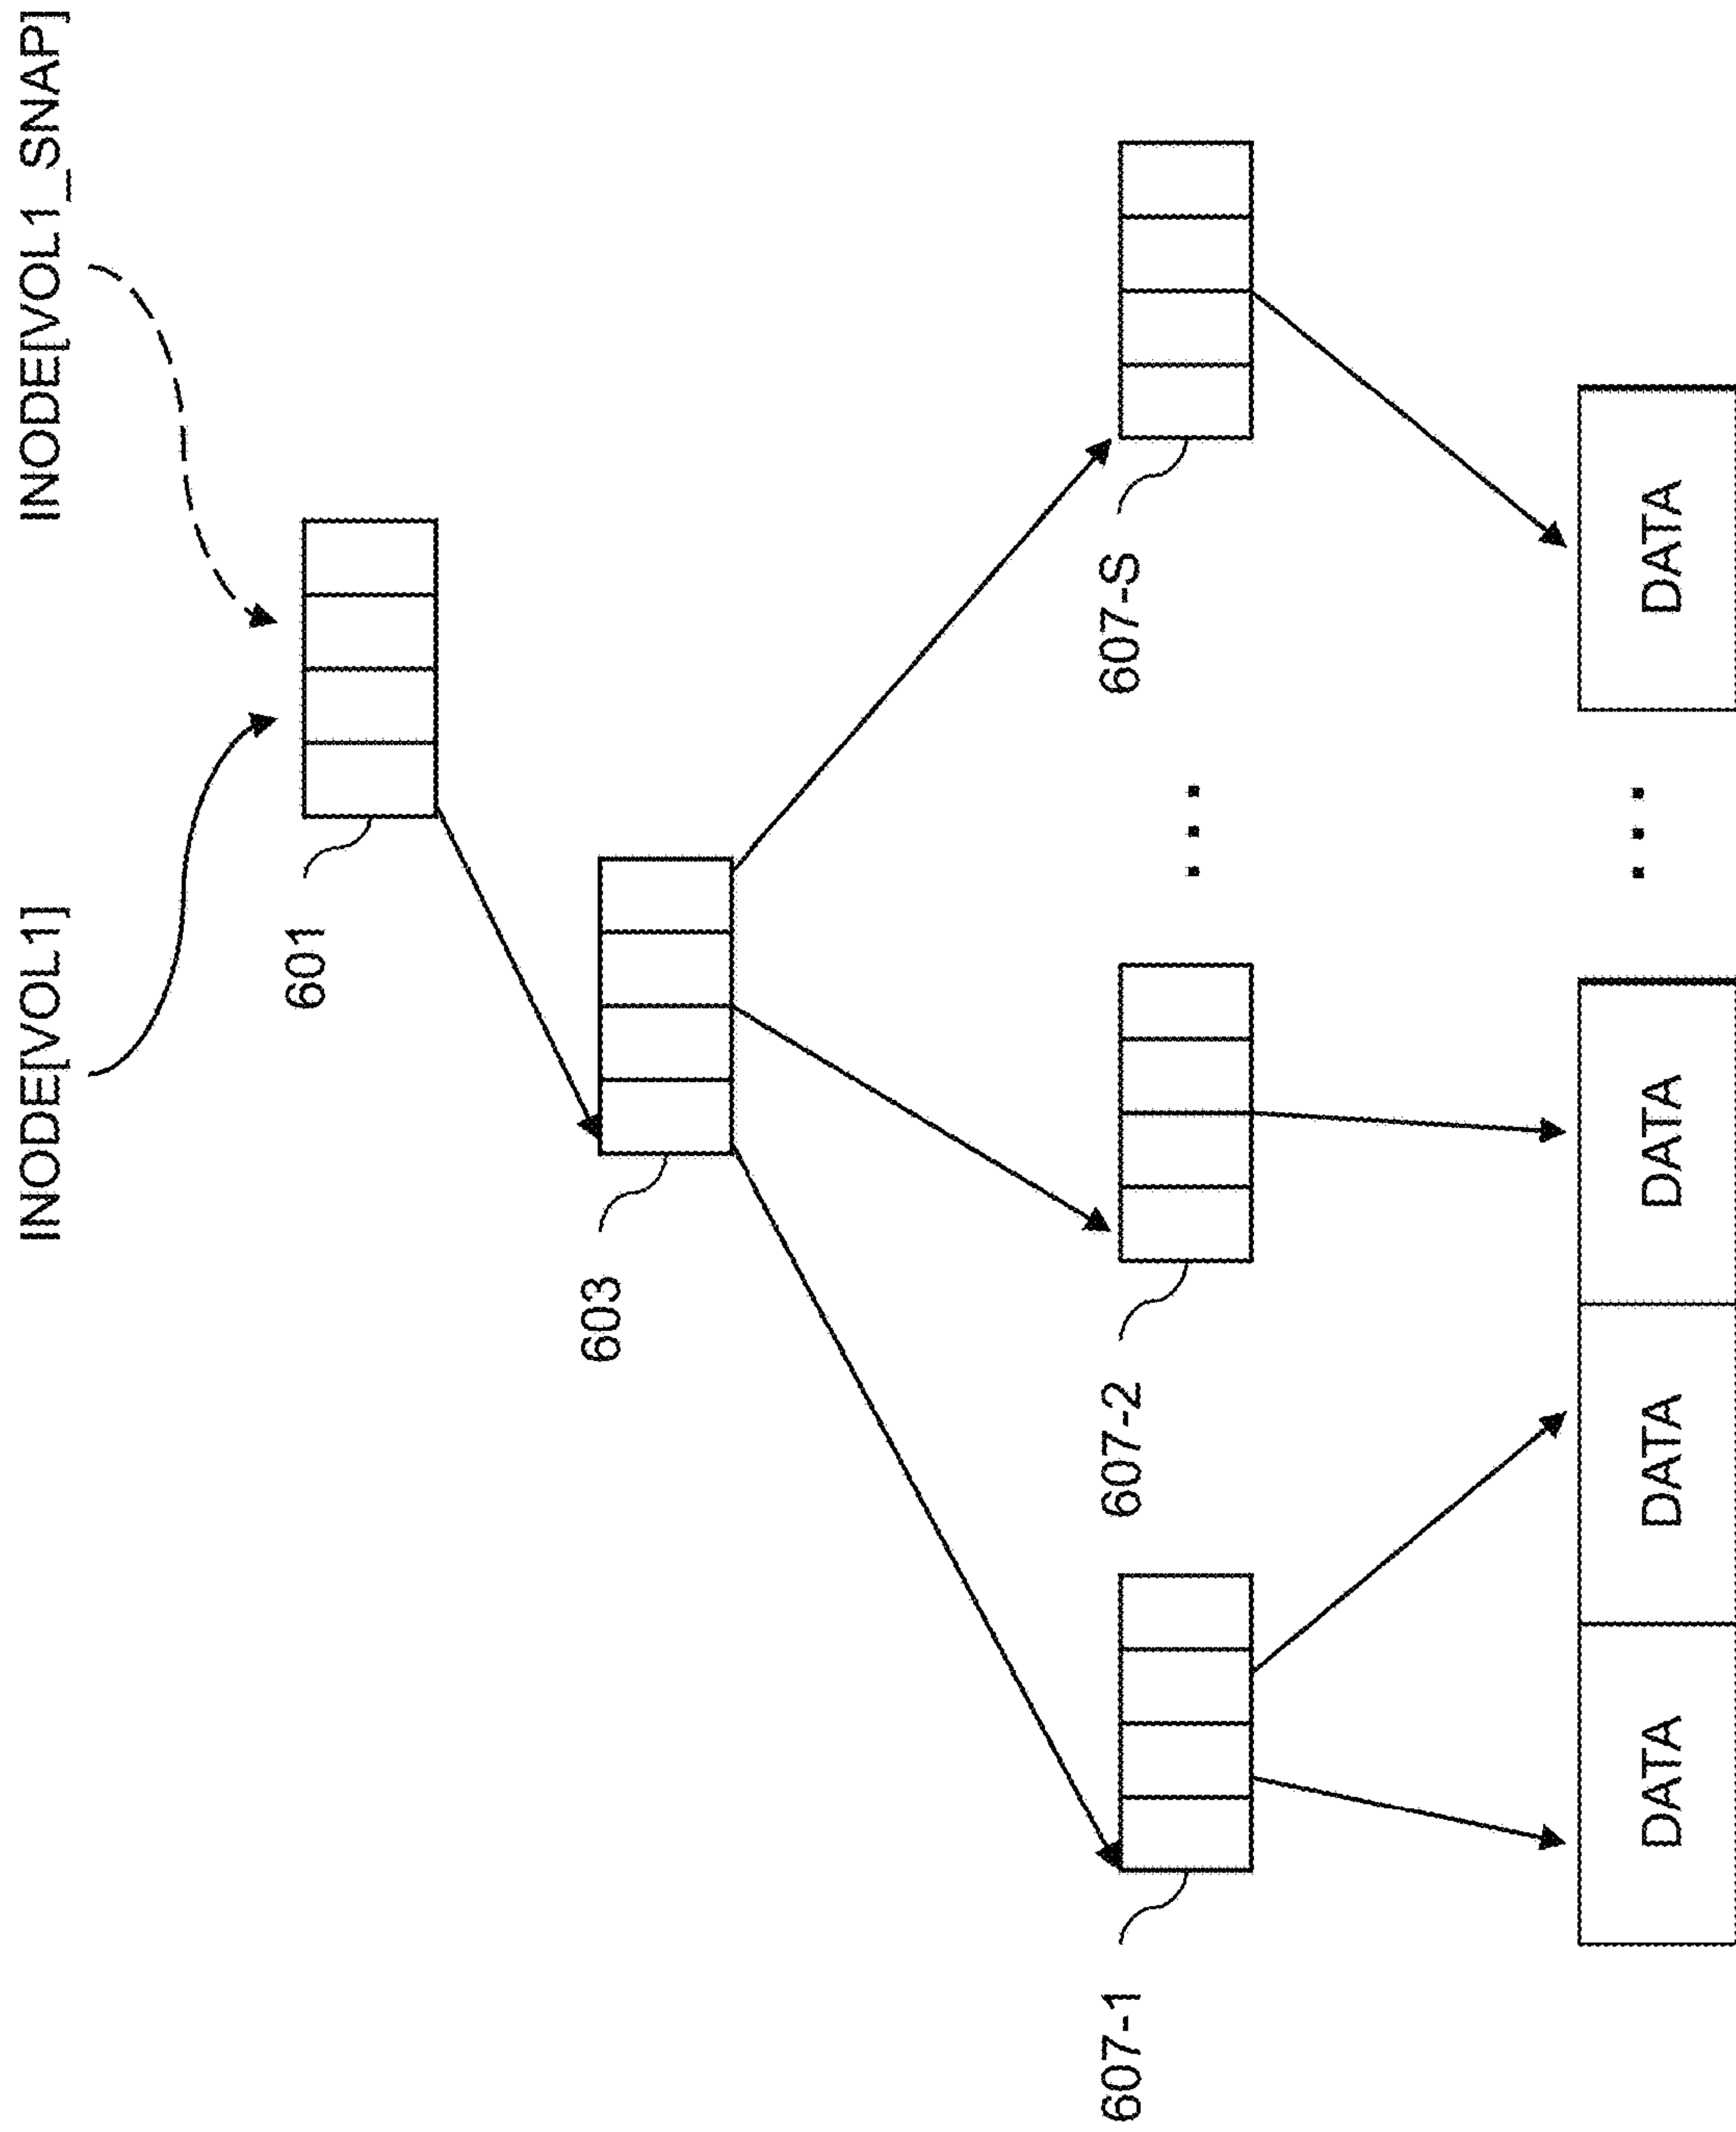 INODE[VOL1]
INODE[VOL1_SNAP]
601
603
607-1
607-2
607-S
DATA
DATA
DATA
DATA